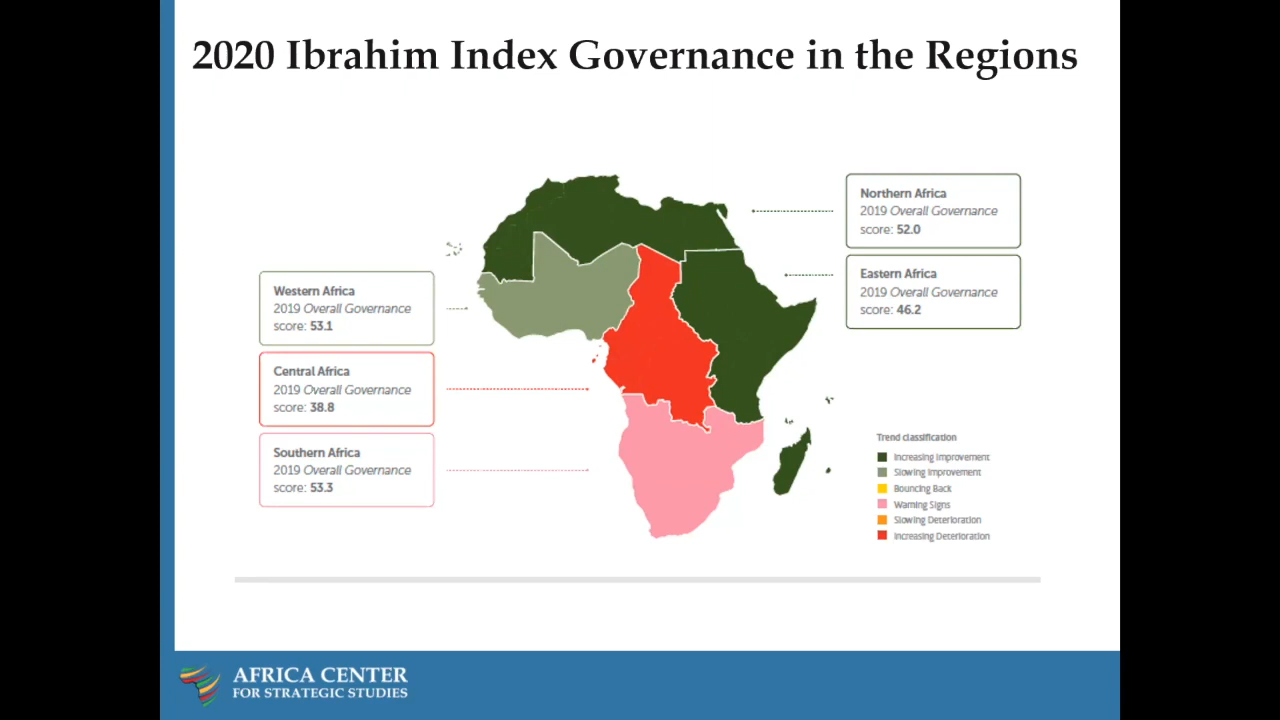 2020 Ibrahim Index Governance in the Regions
Northern Africa
2019 Overall Governance
score: 52.0
Eastern Africa
2019 Overall Governance
score: 46.2
Western Africa
2019 Overall Governance
score: 53.1
Central Africa
2019 Overall Governance
score: 38.8
Southern Africa
2019 Overall Governance
score: 53.3
Trend classification
Increasing Improvement
Slowing Improvement
Bouncing Back
Warning Signs
Slowing Deterioration
Increasing Deterioration
AFRICA CENTER
FOR STRATEGIC STUDIES